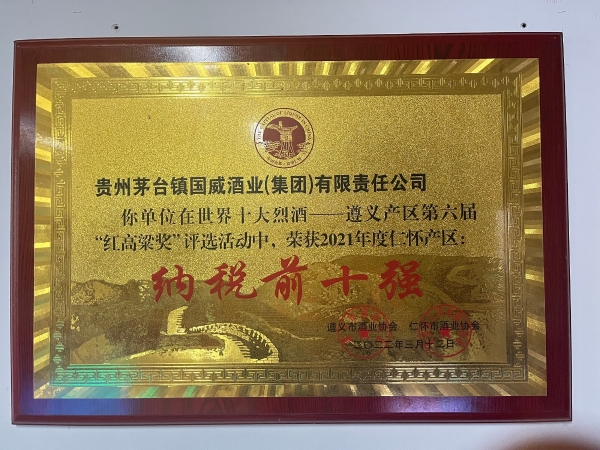 贵州茅台镇国威酒业(集团)有限责任公司
你单位在世界十大烈酒——遵义产区第六届
“红高粱奖”评选活动中，荣获2021年度仁怀产区：
纳税前十强
遵义市酒业协会 仁怀市酒业协会
二〇二二年三月十二日